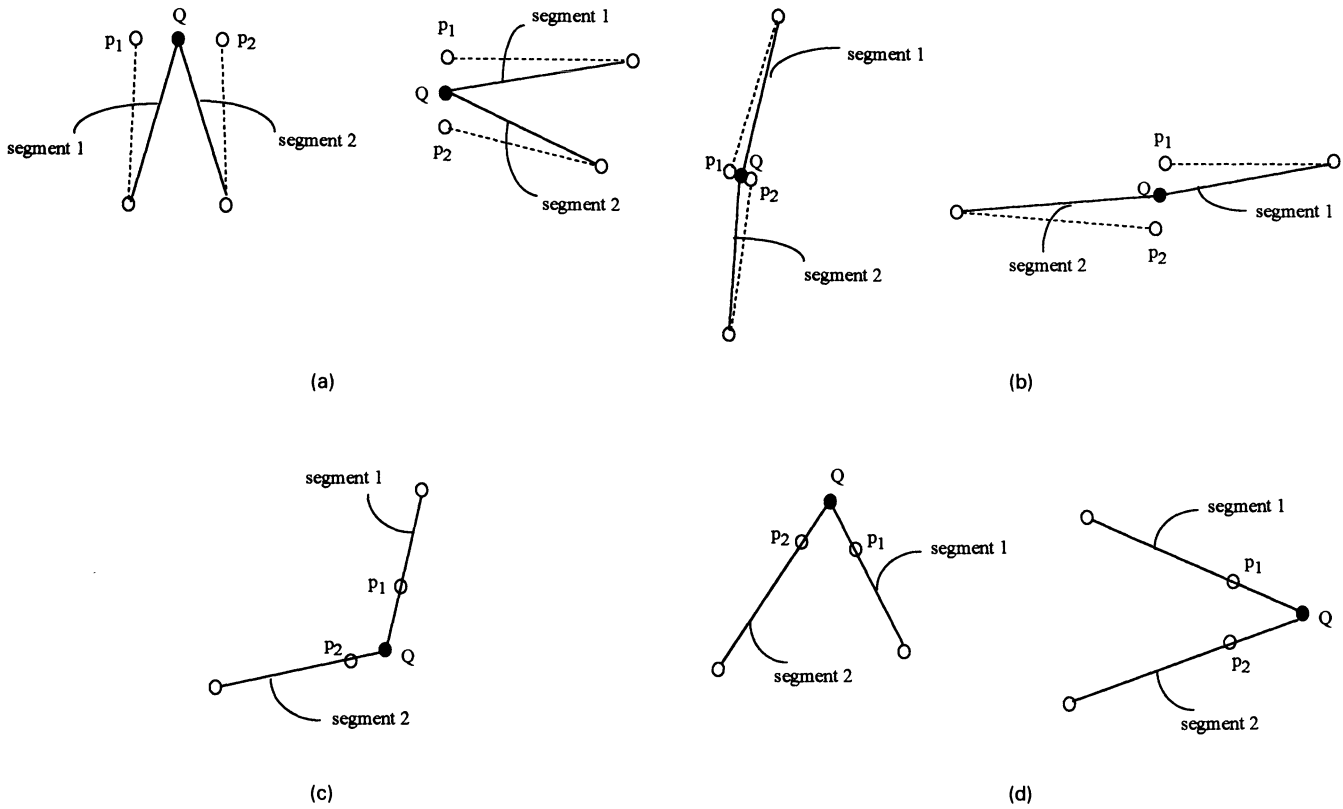 Q
p1
p2
segment 1
segment 2
segment 1
p1
Q
p2
segment 2
segment 1
p1
Q
p2
segment 2
p1
Q
segment 1
p2
segment 2
(a)
(b)
segment 1
p1
p2
Q
segment 2
Q
p2
p1
segment 1
segment 2
segment 1
p1
Q
p2
segment 2
(c)
(d)